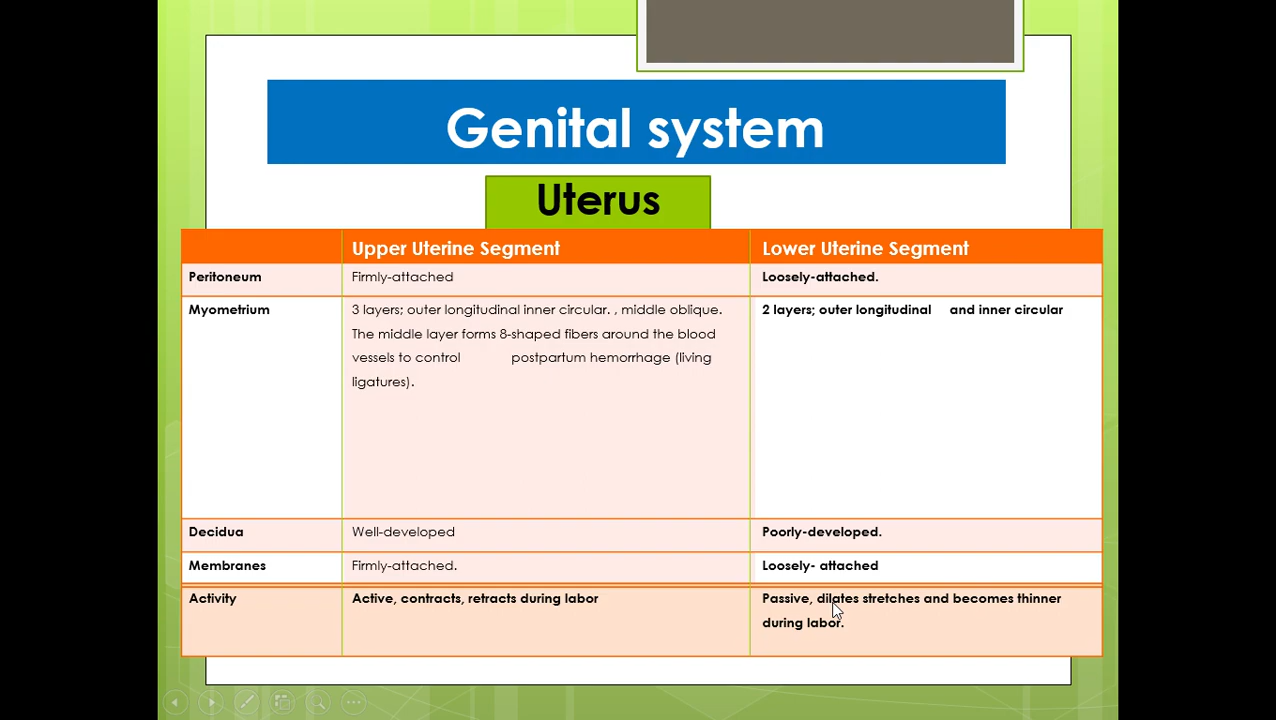 Genital system
Uterus
Upper Uterine Segment
Lower Uterine Segment
Peritoneum
Firmly-attached
Loosely-attached.
Myometrium
3 layers; outer longitudinal inner circular. , middle oblique.
The middle layer forms 8-shaped fibers around the blood
vessels to control postpartum hemorrhage (living
ligatures).
2 layers; outer longitudinal and inner circular
Decidua
Well-developed
Poorly-developed.
Membranes
Firmly-attached.
Loosely- attached
Activity
Active, contracts, retracts during labor
Passive, dilates stretches and becomes thinner
during labor.